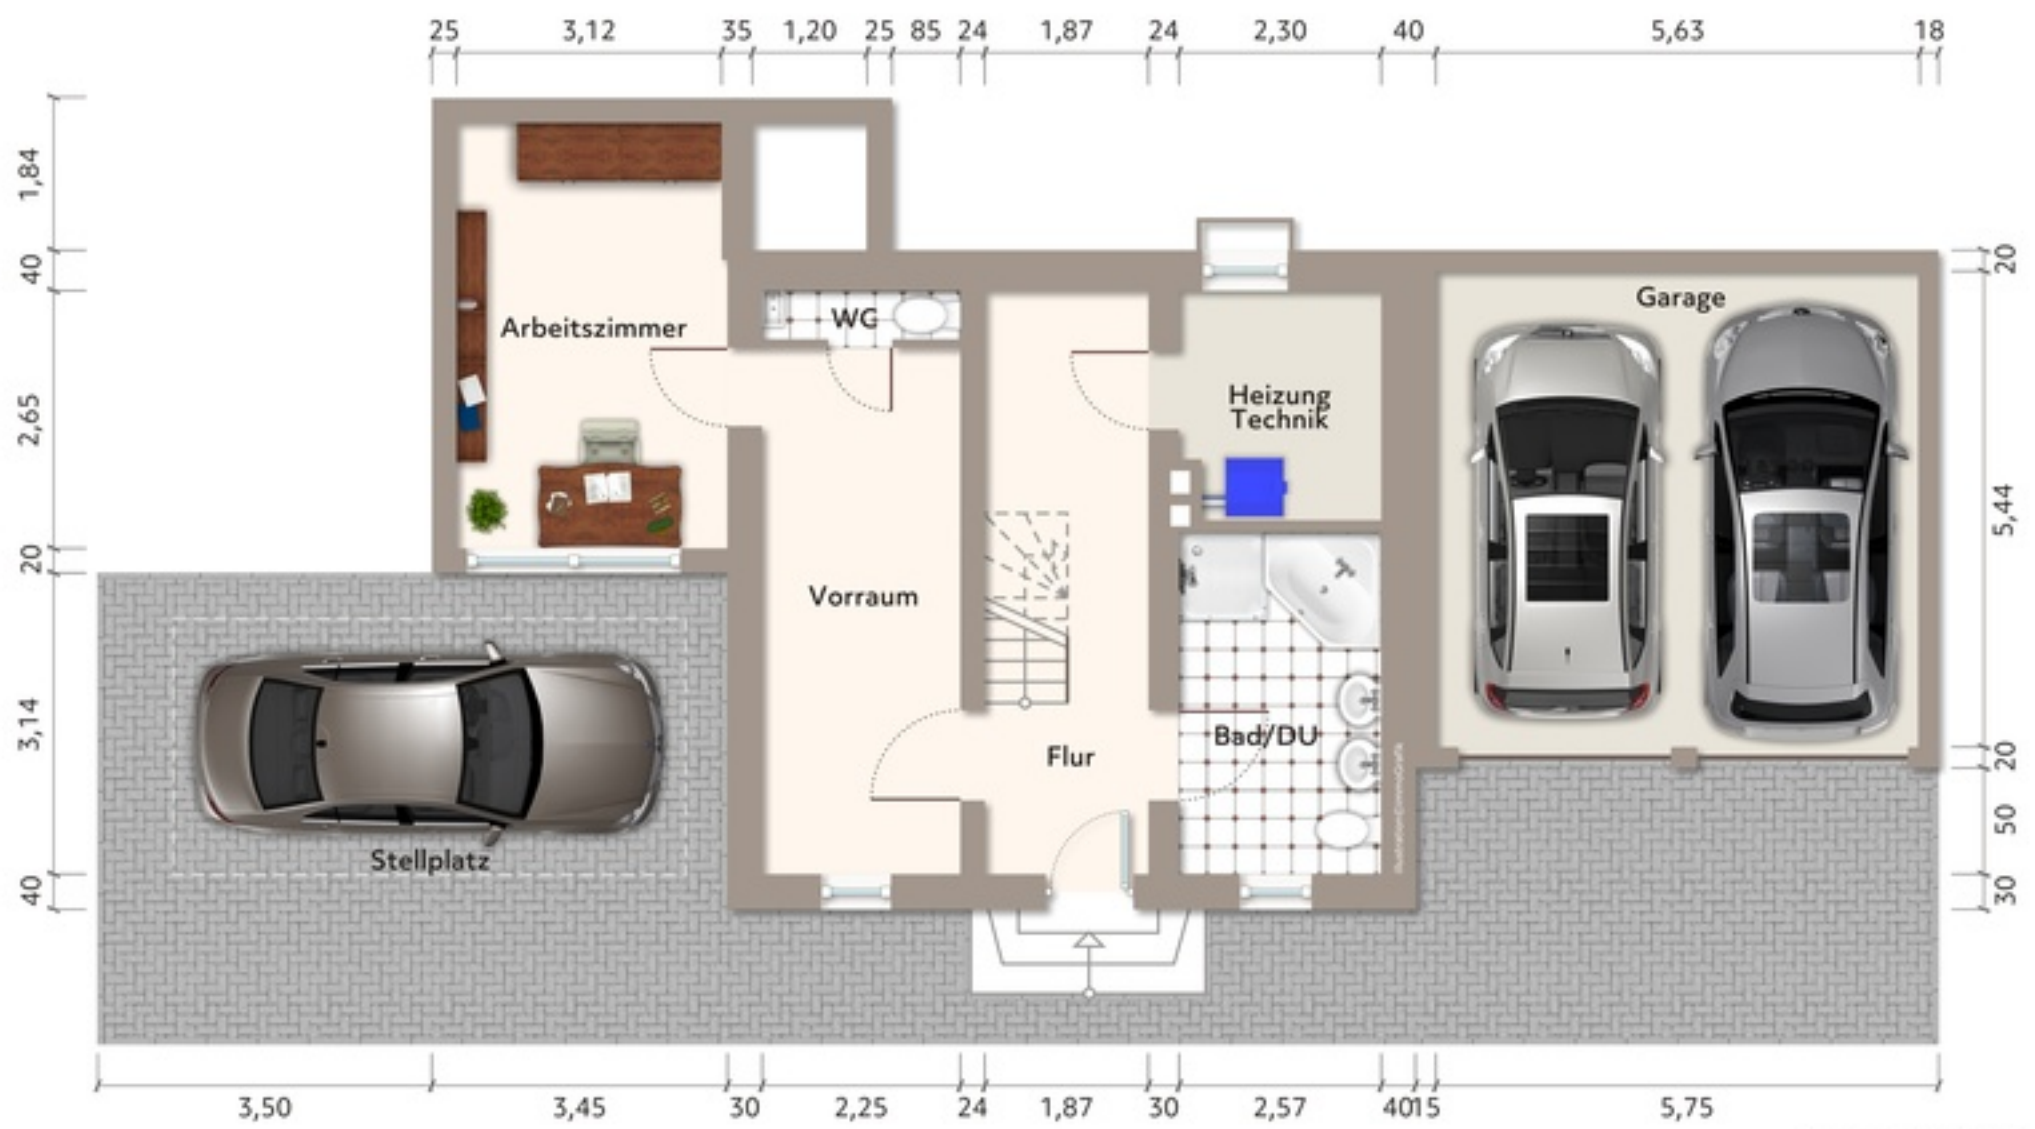 25 3,12 35 1,20 25 85 24 1,87 24 2,30 40 5,63 18
1,84
40
2,65
20
3,14
40
20
5,44
20
50
30
Garage
WC
Arbeitszimmer
Heizung
Technik
Vorraum
Bad/DU
Flur
Stellplatz
3,50 3,45 30 2,25 24 1,87 30 2,57 40 15 5,75